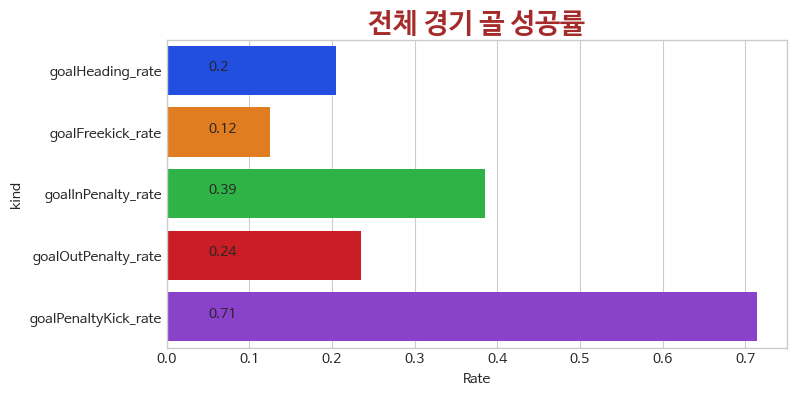 전체 경기 골 성공률
goalHeading_rate
0.2
goalFreekick_rate
0.12
goalInPenalty_rate
0.39
goalOutPenalty_rate
0.24
goalPenaltyKick_rate
0.71
kind
0.0 0.1 0.2 0.3 0.4 0.5 0.6 0.7
Rate